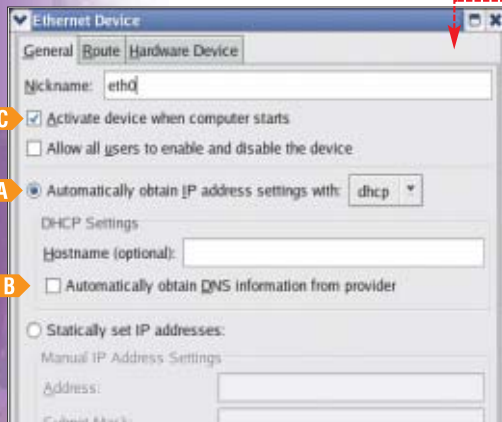 Ethernet Device
General Route Hardware Device
Nickname: eth0
C
Activate device when computer starts
Allow all users to enable and disable the device
A
Automatically obtain IP address settings with: dhcp
DHCP Settings
Hostname (optional):
B
Automatically obtain DNS information from provider
Statically set IP addresses:
Manual IP Address Settings
Address: